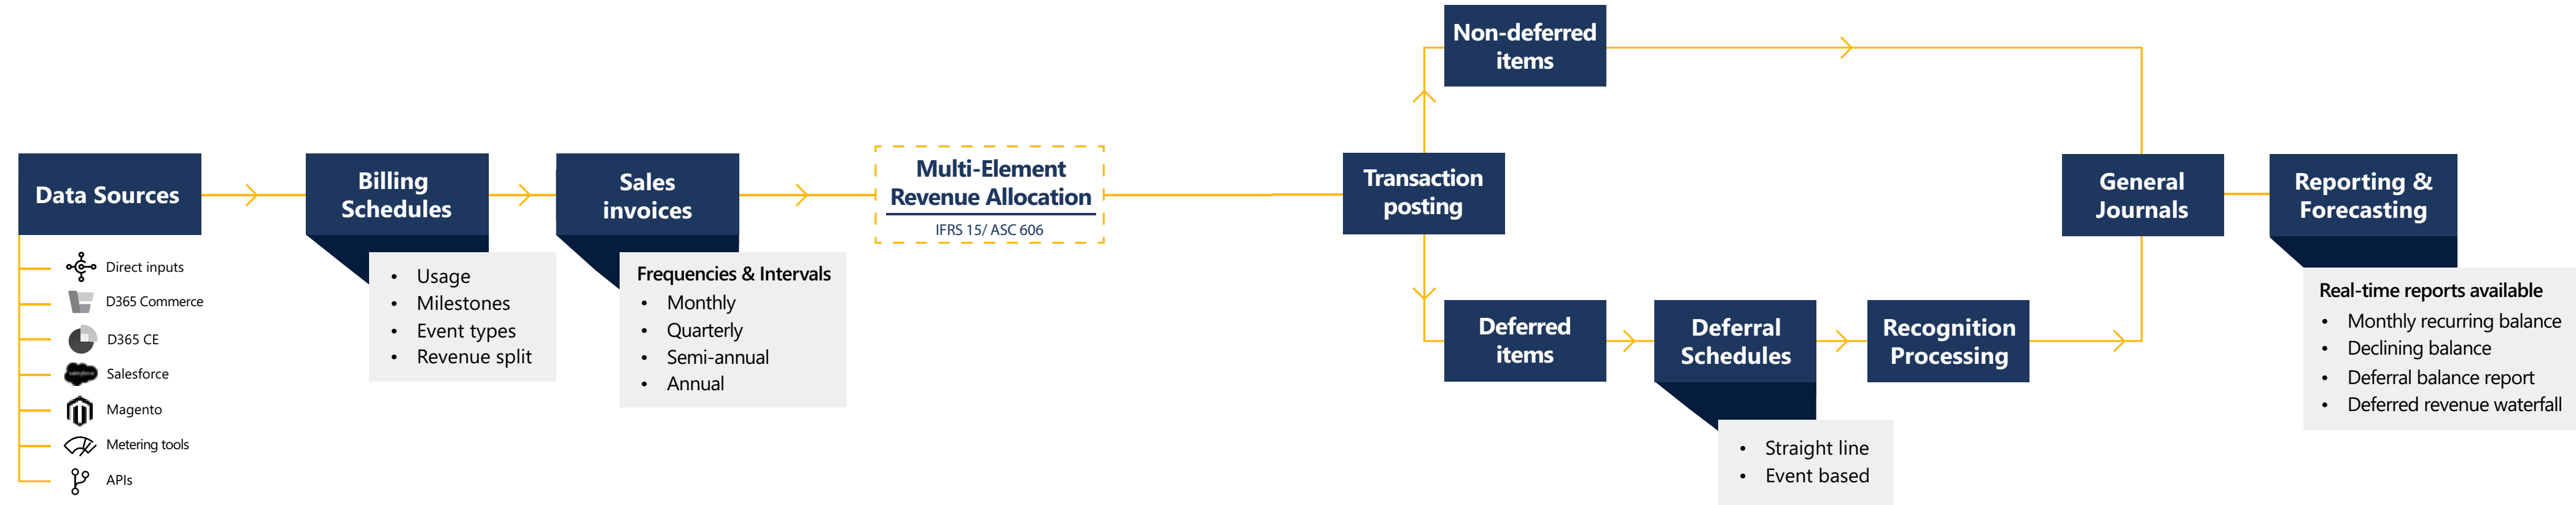 Data Sources
Direct inputs
D365 Commerce
D365 CE
Salesforce
Magento
Metering tools
APIs
Billing
Schedules
• Usage
• Milestones
• Event types
• Revenue split
Sales
invoices
Frequencies & Intervals
• Monthly
• Quarterly
• Semi-annual
• Annual
Multi-Element
Revenue Allocation
IFRS 15/ ASC 606
Transaction
posting
Non-deferred
items
Deferred
items
Deferral
Schedules
• Straight line
• Event based
Recognition
Processing
General
Journals
Reporting &
Forecasting
Real-time reports available
• Monthly recurring balance
• Declining balance
• Deferral balance report
• Deferred revenue waterfall